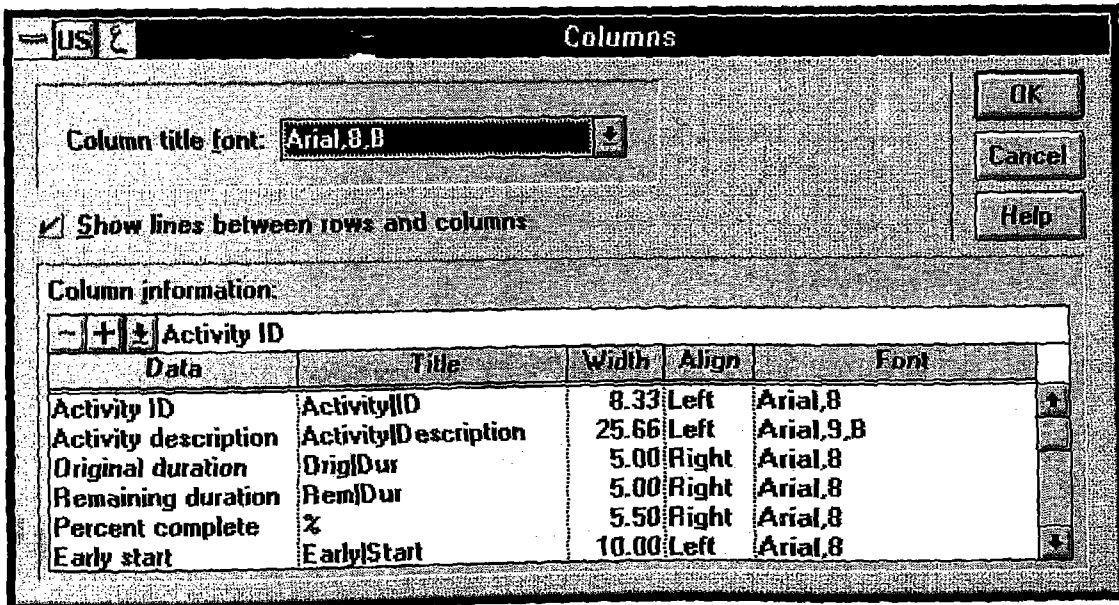 US ع Columns
OK
Column title font: Arial,8,B
Cancel
Help
Show lines between rows and columns
Column information:
- + Activity ID
Data Title Width Align Font
Activity ID Activity|ID 8.33 Left Arial,8
Activity description Activity|Description 25.66 Left Arial,9,B
Original duration Orig|Dur 5.00 Right Arial,8
Remaining duration Rem|Dur 5.00 Right Arial,8
Percent complete % 5.50 Right Arial,8
Early start Early|Start 10.00 Left Arial,8